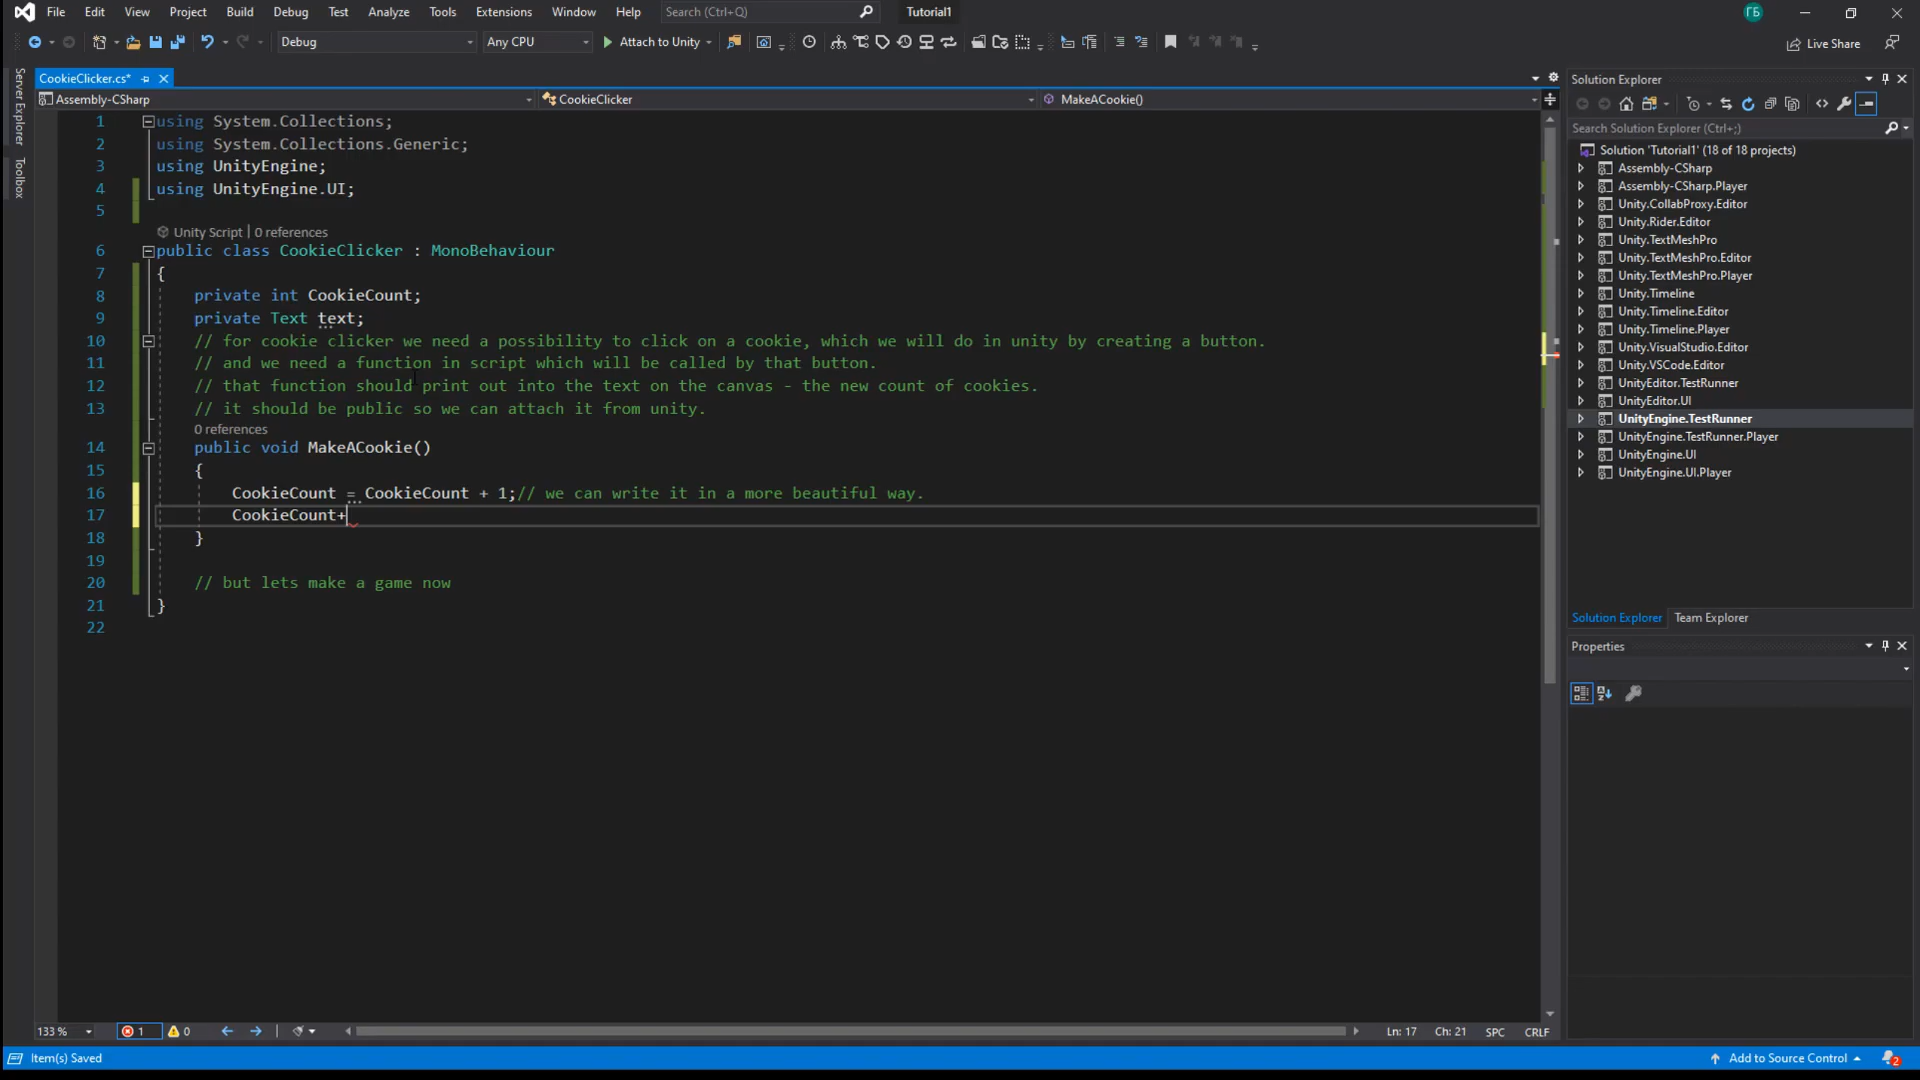 File Edit View Project Build Debug Test Analyze Tools Extensions Window Help Search (Ctrl+Q) Tutorial1 ГБ
Debug Any CPU Attach to Unity Live Share
CookieClicker.cs*
Assembly-CSharp CookieClicker MakeACookie()
Server Explorer
Toolbox
1 using System.Collections;
2 using System.Collections.Generic;
3 using UnityEngine;
4 using UnityEngine.UI;
5
Unity Script | 0 references
6 public class CookieClicker : MonoBehaviour
7 {
8 private int CookieCount;
9 private Text text;
10 // for cookie clicker we need a possibility to click on a cookie, which we will do in unity by creating a button.
11 // and we need a function in script which will be called by that button.
12 // that function should print out into the text on the canvas - the new count of cookies.
13 // it should be public so we can attach it from unity.
0 references
14 public void MakeACookie()
15 {
16 CookieCount = CookieCount + 1;// we can write it in a more beautiful way.
17 CookieCount+
18 }
19
20 // but lets make a game now
21 }
22
Solution Explorer
Search Solution Explorer (Ctrl+;)
Solution 'Tutorial1' (18 of 18 projects)
Assembly-CSharp
Assembly-CSharp.Player
Unity.CollabProxy.Editor
Unity.Rider.Editor
Unity.TextMeshPro
Unity.TextMeshPro.Editor
Unity.TextMeshPro.Player
Unity.Timeline
Unity.Timeline.Editor
Unity.Timeline.Player
Unity.VisualStudio.Editor
Unity.VSCode.Editor
UnityEditor.TestRunner
UnityEditor.UI
UnityEngine.TestRunner
UnityEngine.TestRunner.Player
UnityEngine.UI
UnityEngine.UI.Player
Solution Explorer Team Explorer
Properties
133 % 1 0 Ln: 17 Ch: 21 SPC CRLF
Item(s) Saved Add to Source Control 2